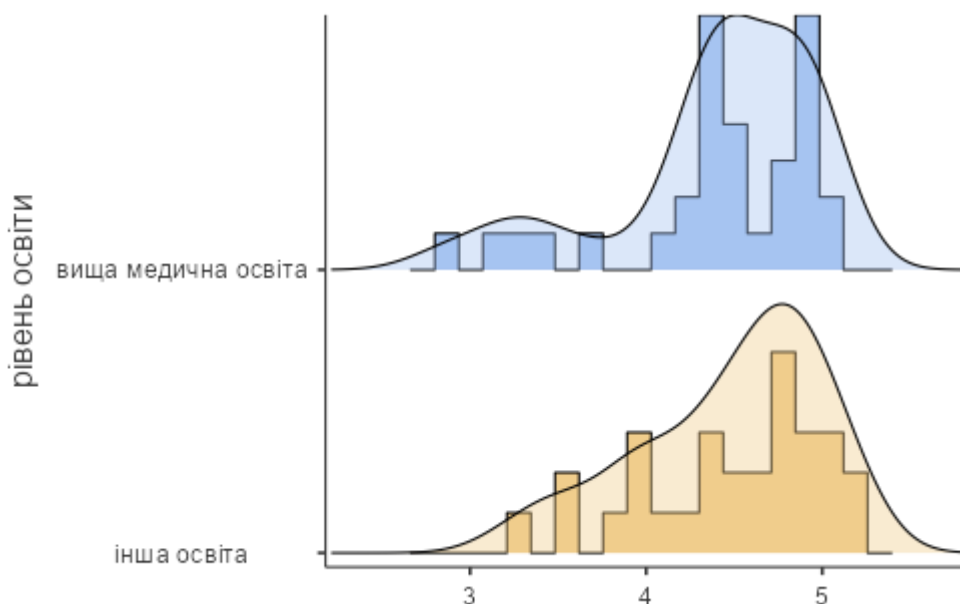 рівень освіти
вища медична освіта
інша освіта
3 4 5